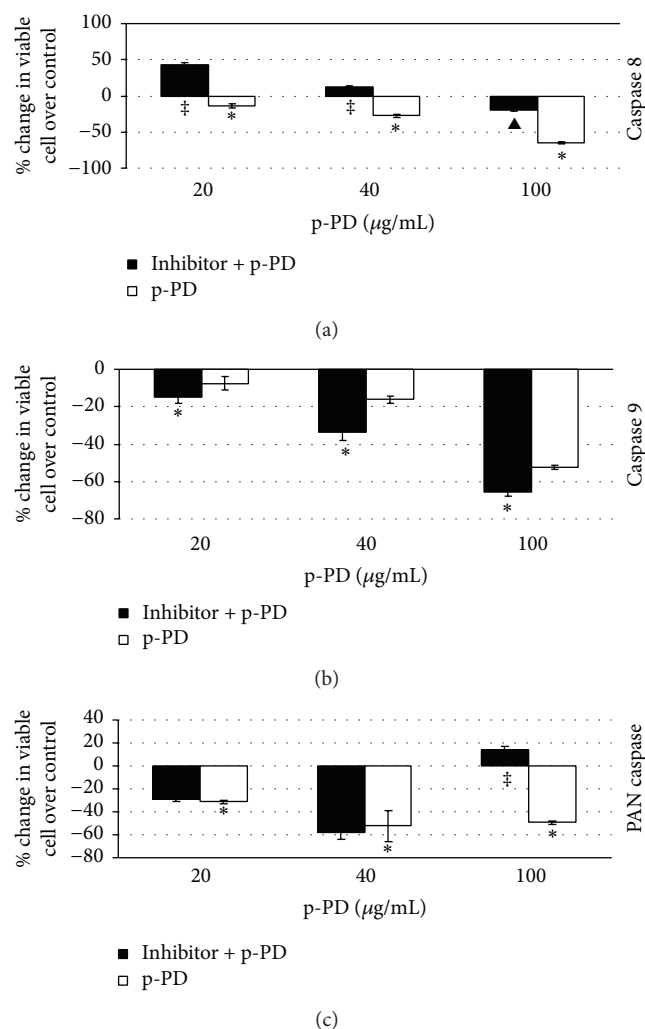 100
50
0
−50
−100
% change in viable
cell over control
‡
*
‡
*
▲
*
Caspase 8
20
40
100
p-PD (μg/mL)
Inhibitor + p-PD
p-PD
(a)
0
−20
−40
−60
−80
% change in viable
cell over control
*
*
*
Caspase 9
20
40
100
p-PD (μg/mL)
Inhibitor + p-PD
p-PD
(b)
40
20
0
−20
−40
−60
−80
% change in viable
cell over control
*
*
‡
*
PAN caspase
20
40
100
p-PD (μg/mL)
Inhibitor + p-PD
p-PD
(c)